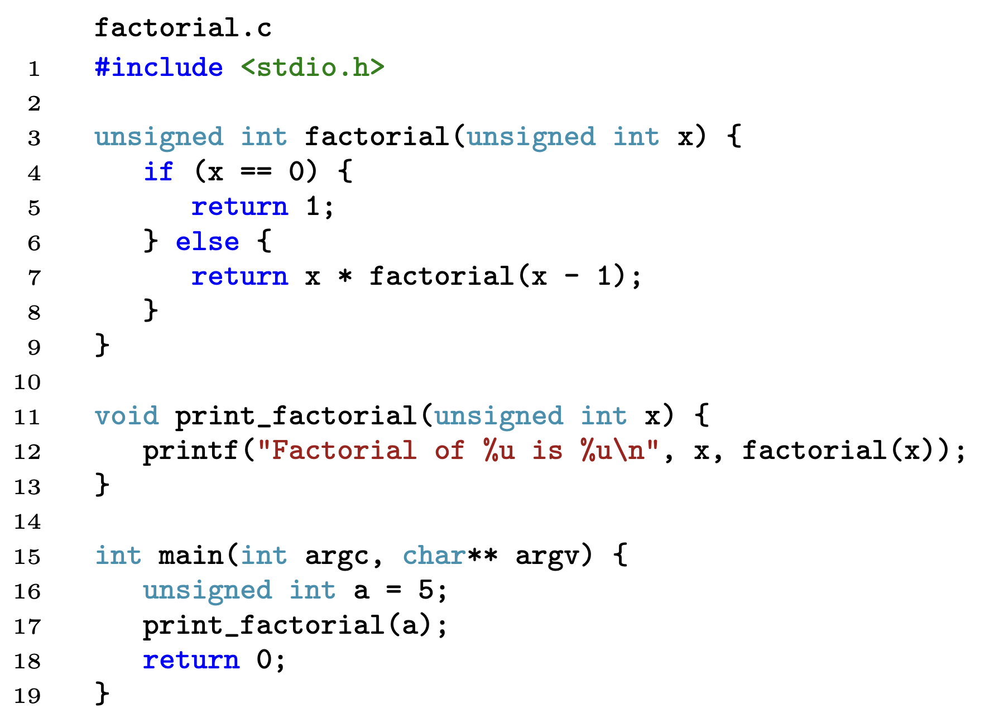 factorial.c
1 #include <stdio.h>
2
3 unsigned int factorial(unsigned int x) {
4    if (x == 0) {
5       return 1;
6    } else {
7       return x * factorial(x - 1);
8    }
9 }
10
11 void print_factorial(unsigned int x) {
12    printf("Factorial of %u is %u\n", x, factorial(x));
13 }
14
15 int main(int argc, char** argv) {
16    unsigned int a = 5;
17    print_factorial(a);
18    return 0;
19 }